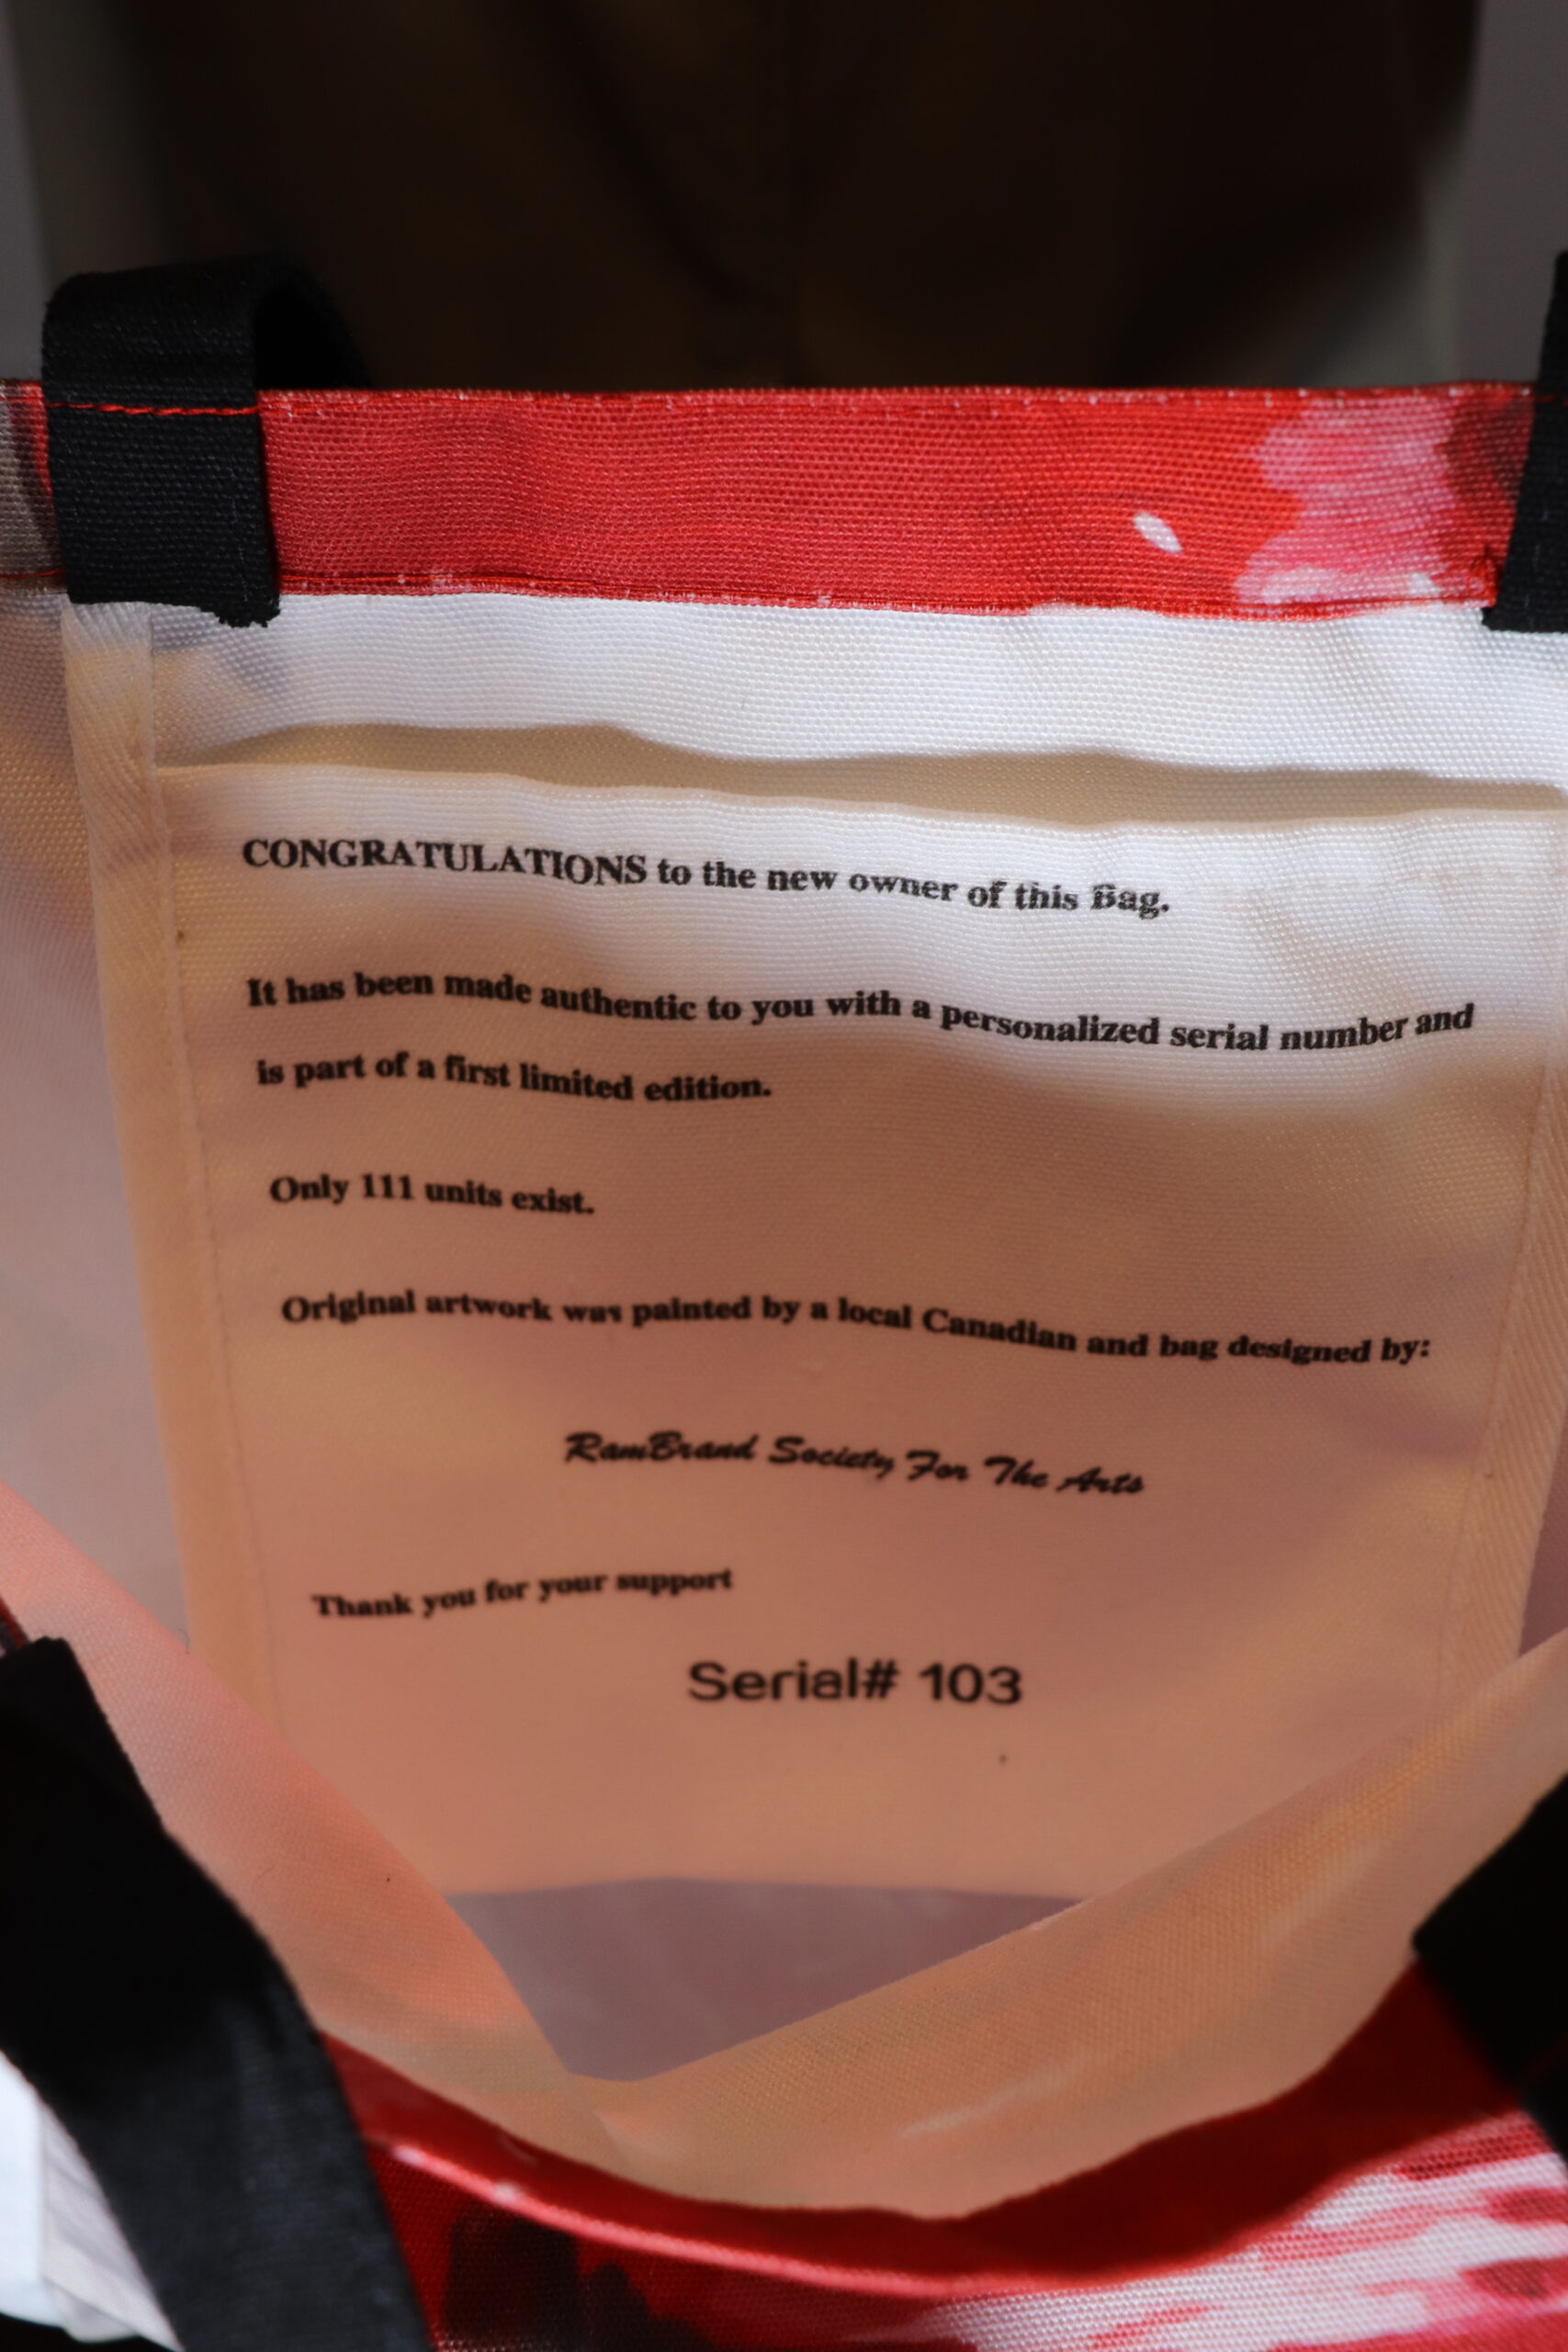 CONGRATULATIONS to the new owner of this Bag.
It has been made authentic to you with a personalized serial number and
is part of a first limited edition.
Only 111 units exist.
Original artwork was painted by a local Canadian and bag designed by:
RamBrand Society For The Arts
Thank you for your support
Serial# 103